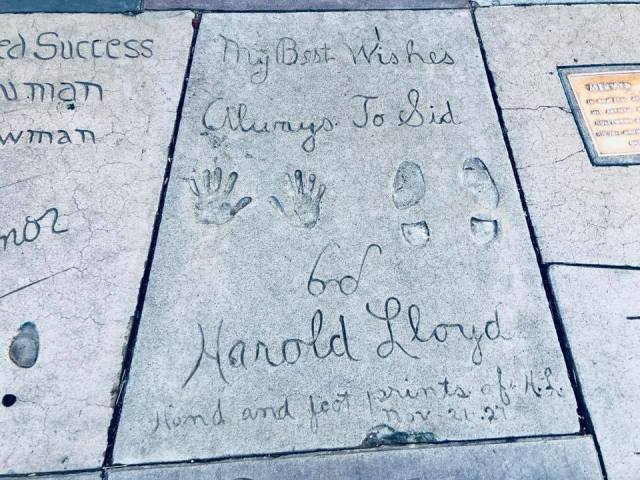 ed Success
uman
wman
nor
My Best Wishes
Always To Sid
Harold Lloyd
Hand and foot prints of H.L.
Nov. 21. 27